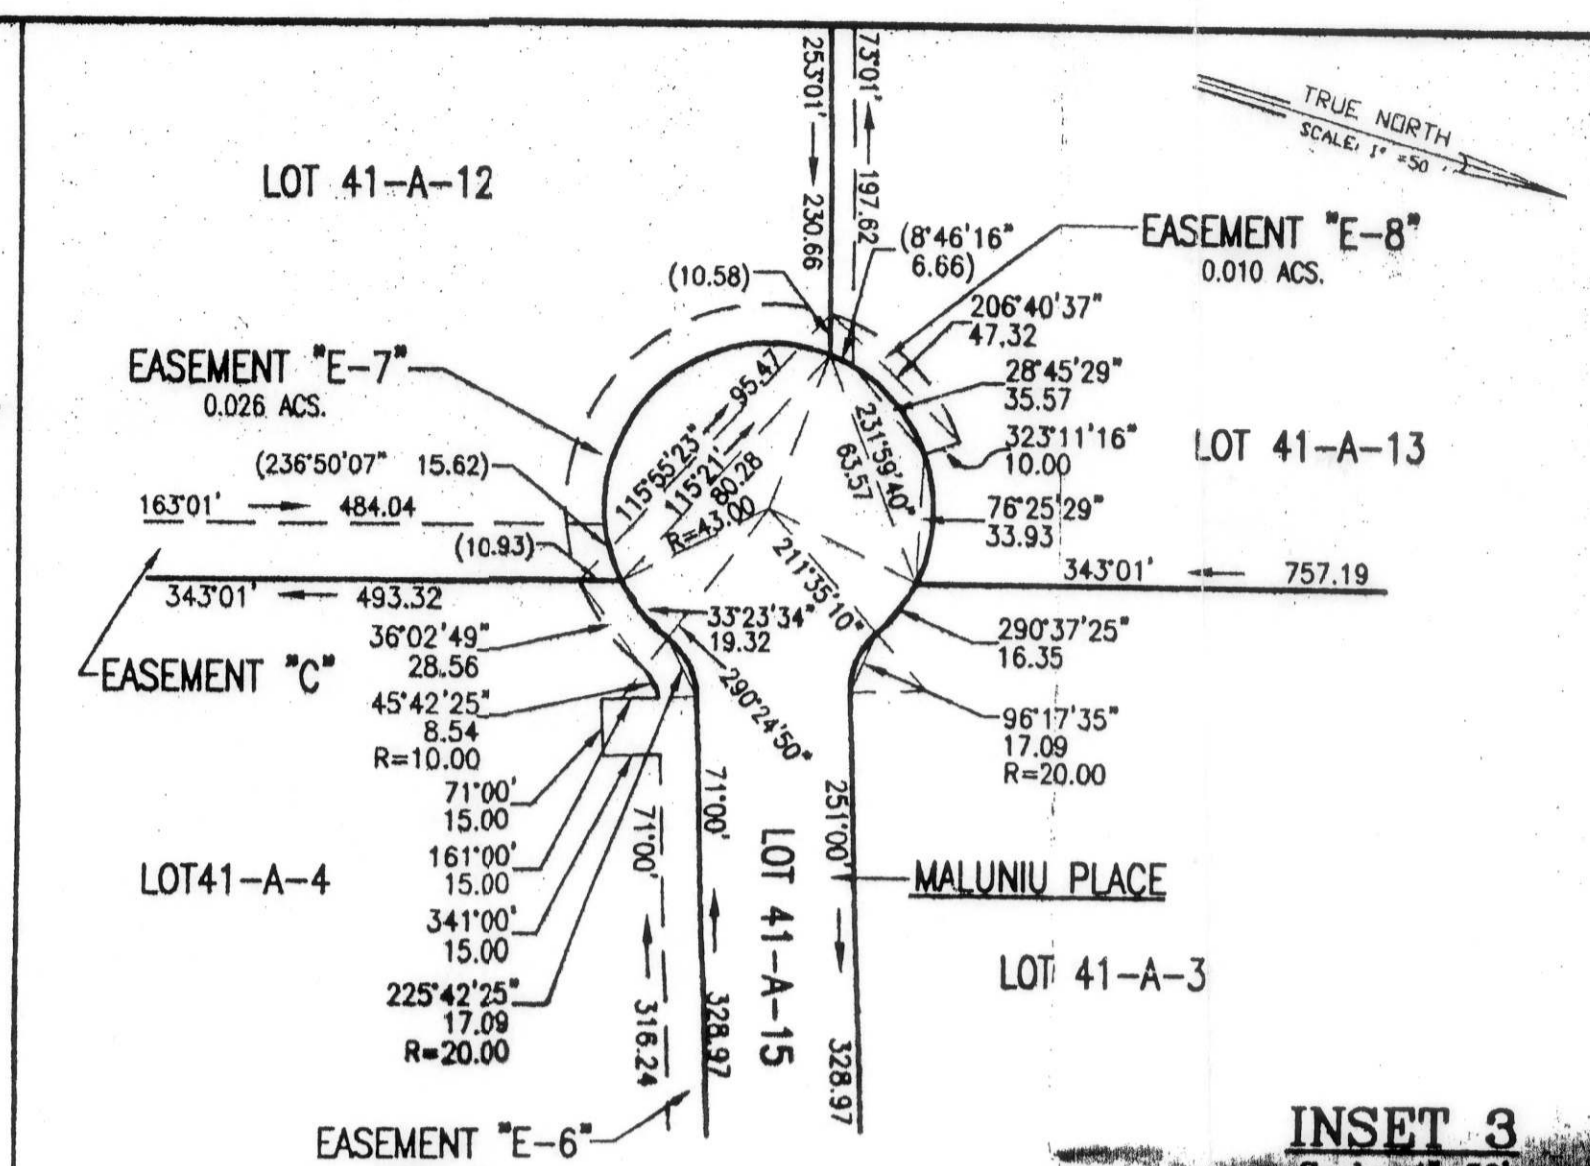 253°01' 230.66
73°01' 197.62
TRUE NORTH
SCALE: 1" =50
LOT 41-A-12
(8°46'16"
6.66)
EASEMENT "E-8"
0.010 ACS.
(10.58)
206°40'37"
47.32
EASEMENT "E-7"
0.026 ACS.
28°45'29"
35.57
323°11'16"
10.00
LOT 41-A-13
115°55'23" 95.47
115°21'
80.28
R=43.00
231°59'40"
63.57
(236°50'07" 15.62)
163°01' 484.04
76°25'29"
33.93
(10.93)
211°35'10"
343°01' 757.19
343°01' 493.32
33°23'34"
19.32
36°02'49"
28.56
290°37'25"
16.35
EASEMENT "C"
290°24'50"
45°42'25"
8.54
R=10.00
96°17'35"
17.09
R=20.00
71°00'
15.00
161°00'
15.00
341°00'
15.00
225°42'25"
17.09
R=20.00
71°00' 316.24
71°00' 328.97
LOT 41-A-15
251°00' 328.97
LOT41-A-4
MALUNIU PLACE
LOT 41-A-3
EASEMENT "E-6"
INSET 3